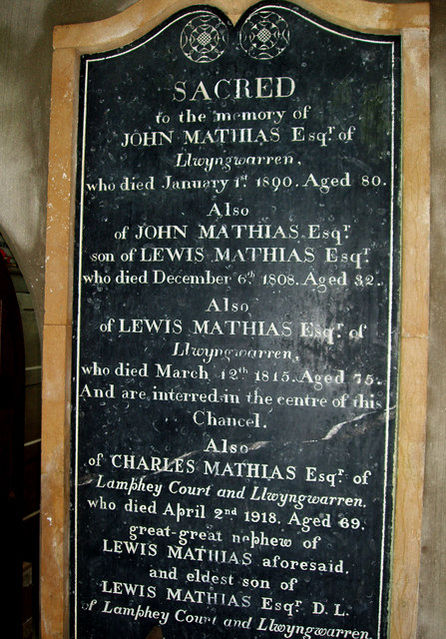 SACRED
to the memory of
JOHN MATHIAS Esqr. of
Llwyngwarren,
who died January 1st. 1890. Aged 80.
Also
of JOHN MATHIAS Esqr.
son of LEWIS MATHIAS Esqr.
who died December 6th. 1808. Aged 32.
Also
of LEWIS MATHIAS Esqr. of
Llwyngwarren,
who died March 12th 1815. Aged 75.
And are interred in the centre of this
Chancel.
Also
of CHARLES MATHIAS Esqr. of
Lamphey Court and Llwyngwarren.
who died April 2nd 1918. Aged 69.
great-great nephew of
LEWIS MATHIAS aforesaid,
and eldest son of
LEWIS MATHIAS Esqr. D. L.
of Lamphey Court and Llwyngwarren